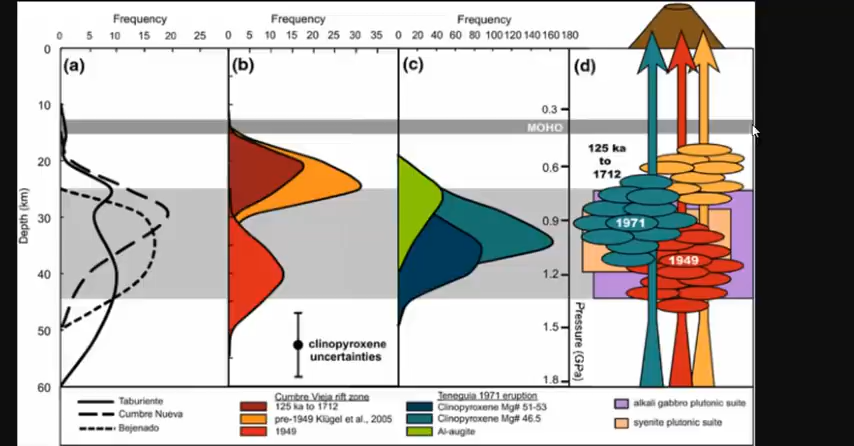 Frequency
Frequency
Frequency
0 5 10 15 20 25
0 5 10 15 20 25 30 35
0 20 40 60 80 100 120 140 160 180
(a)
(b)
(c)
(d)
0
10
20
30
40
50
60
Depth (km)
0.3
0.6
0.9
1.2
1.5
1.8
Pressure (GPa)
MOHO
125 ka
to
1712
1971
1949
clinopyroxene
uncertainties
Taburiente
Cumbre Nueva
Bejenado
Cumbre Vieja rift zone
125 ka to 1712
pre-1949 Klügel et al., 2005
1949
Teneguia 1971 eruption
Clinopyroxene Mg# 51-53
Clinopyroxene Mg# 46.5
Al-augite
alkali gabbro plutonic suite
syenite plutonic suite